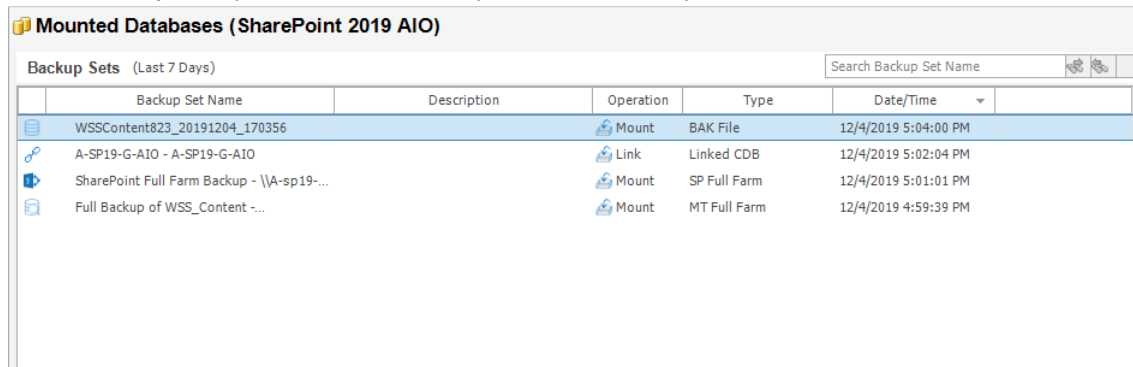 Mounted Databases (SharePoint 2019 AIO)
Backup Sets (Last 7 Days) Search Backup Set Name
Backup Set Name Description Operation Type Date/Time
WSSContent823_20191204_170356 Mount BAK File 12/4/2019 5:04:00 PM
A-SP19-G-AIO - A-SP19-G-AIO Link Linked CDB 12/4/2019 5:02:04 PM
SharePoint Full Farm Backup - \\A-sp19-... Mount SP Full Farm 12/4/2019 5:01:01 PM
Full Backup of WSS_Content -... Mount MT Full Farm 12/4/2019 4:59:39 PM